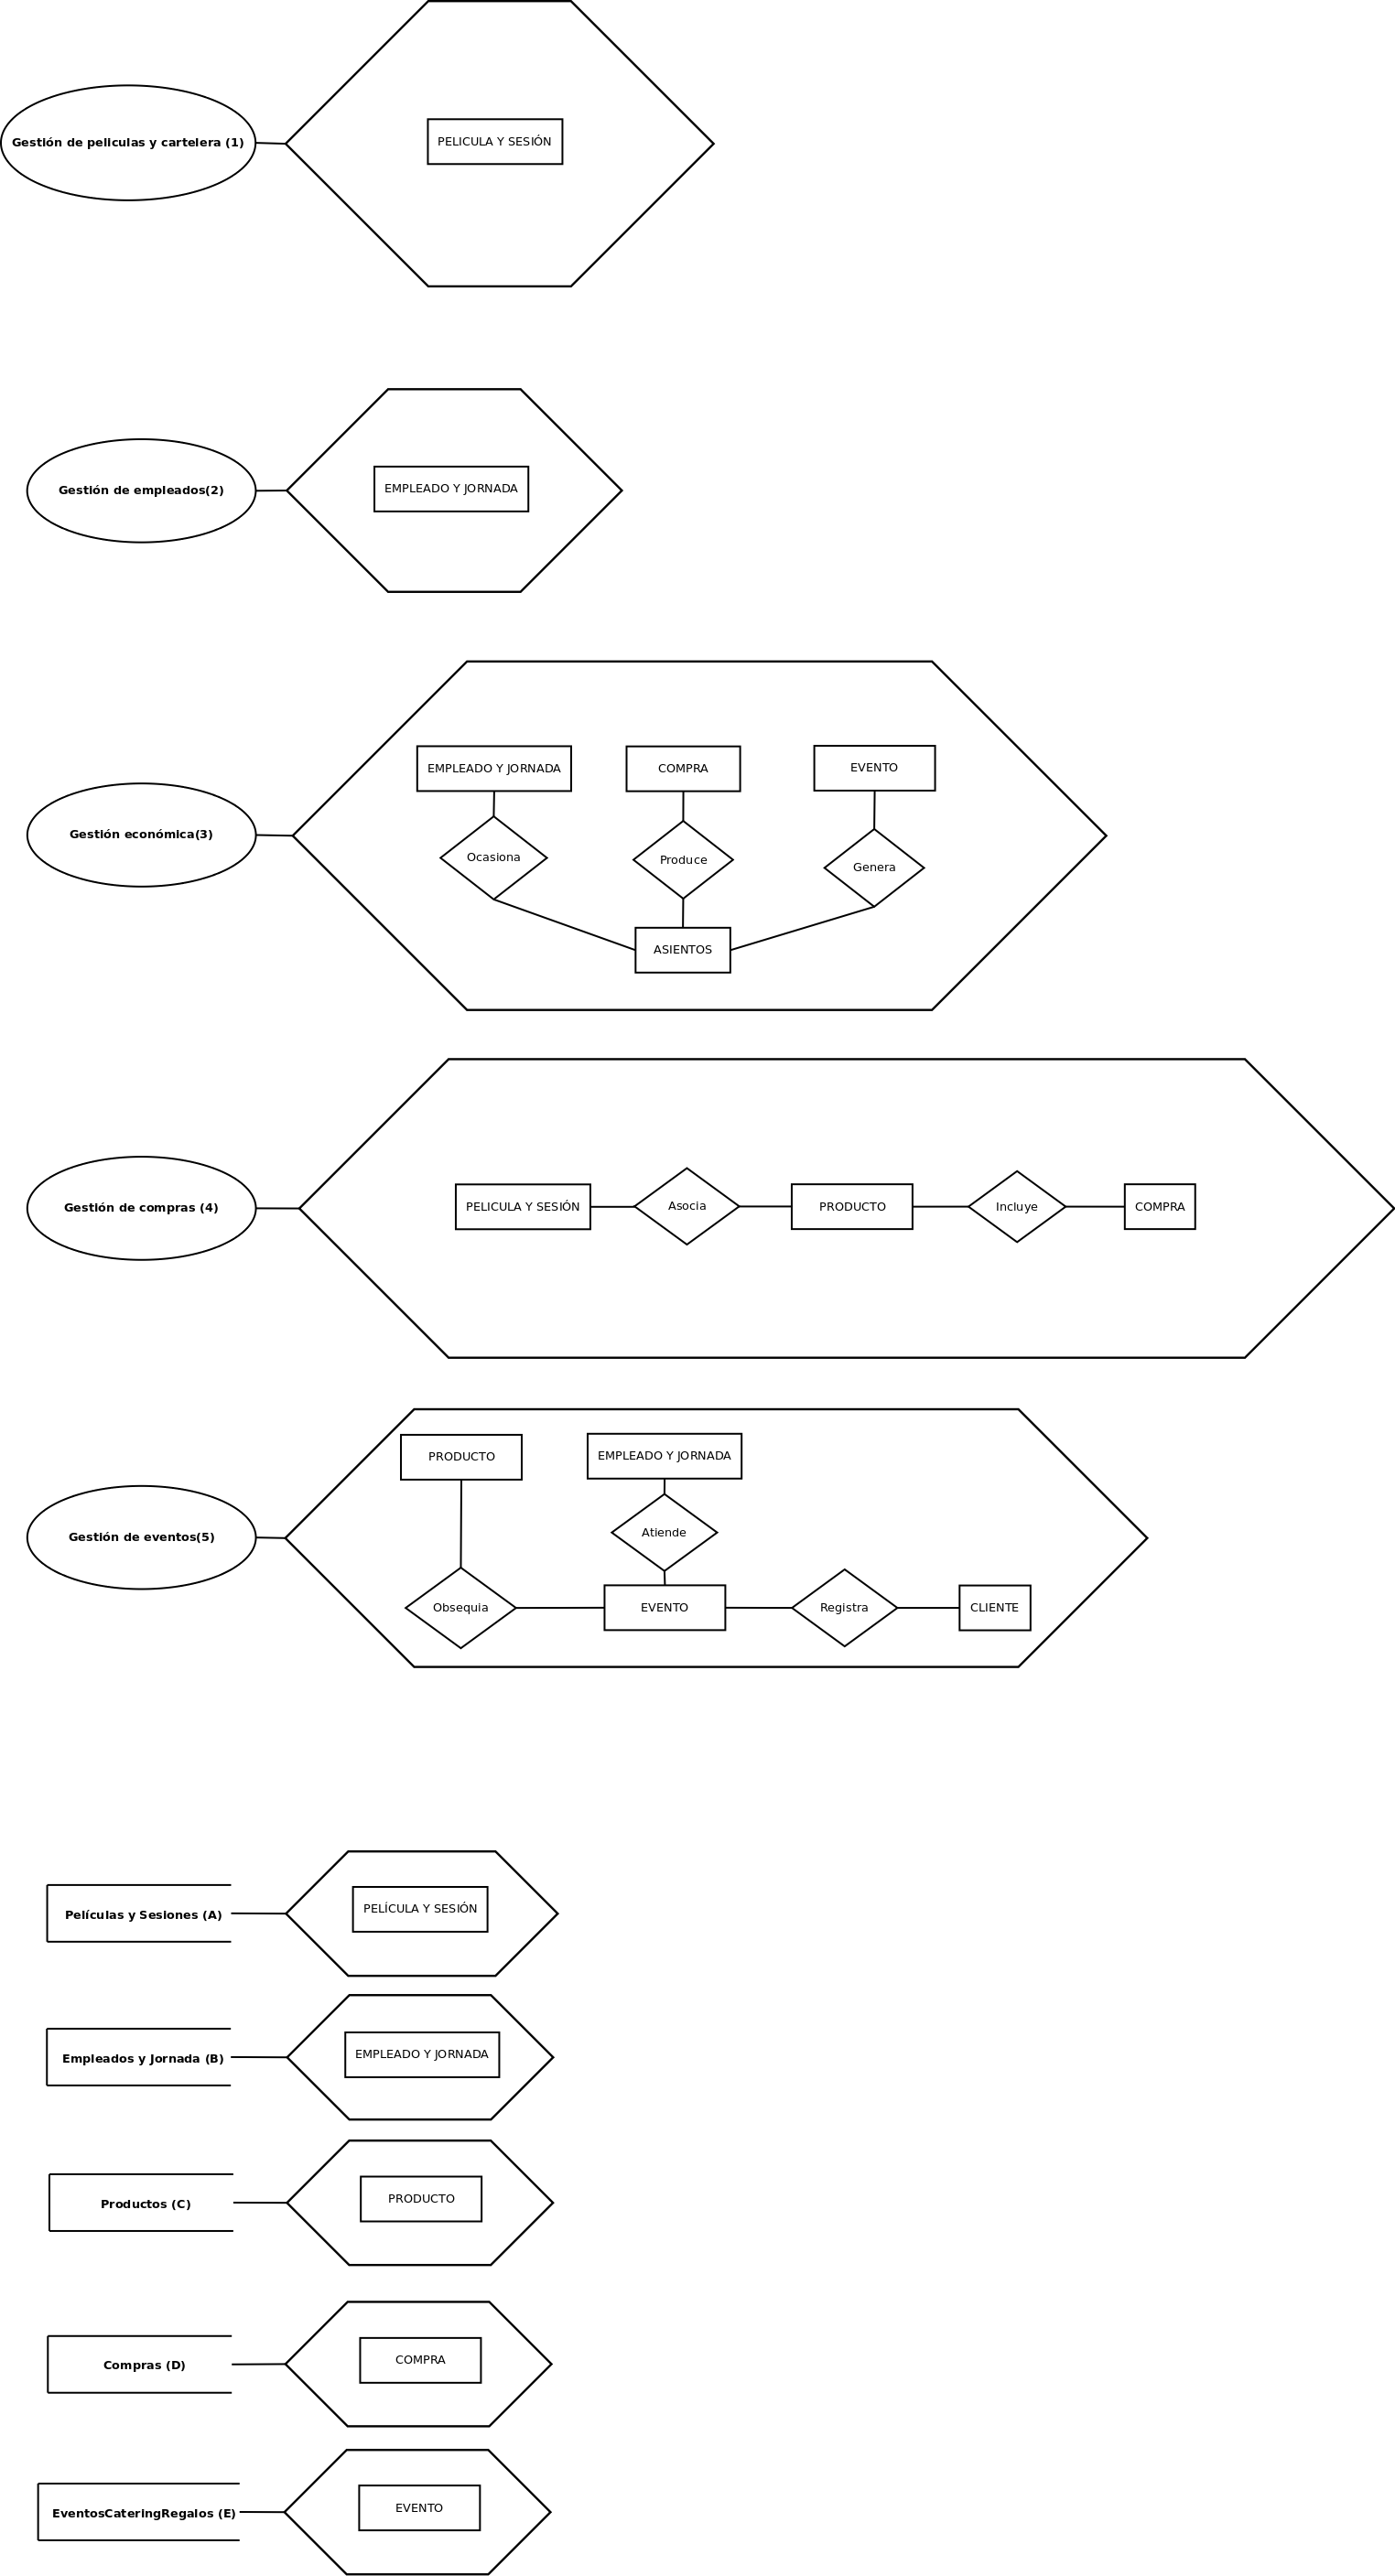 Gestión de peliculas y cartelera (1)
PELICULA Y SESIÓN
Gestión de empleados(2)
EMPLEADO Y JORNADA
Gestión económica(3)
EMPLEADO Y JORNADA
COMPRA
EVENTO
Ocasiona
Produce
Genera
ASIENTOS
Gestión de compras (4)
PELICULA Y SESIÓN
Asocia
PRODUCTO
Incluye
COMPRA
Gestión de eventos(5)
PRODUCTO
EMPLEADO Y JORNADA
Atiende
Obsequia
EVENTO
Registra
CLIENTE
Películas y Sesiones (A)
PELÍCULA Y SESIÓN
Empleados y Jornada (B)
EMPLEADO Y JORNADA
Productos (C)
PRODUCTO
Compras (D)
COMPRA
EventosCateringRegalos (E)
EVENTO